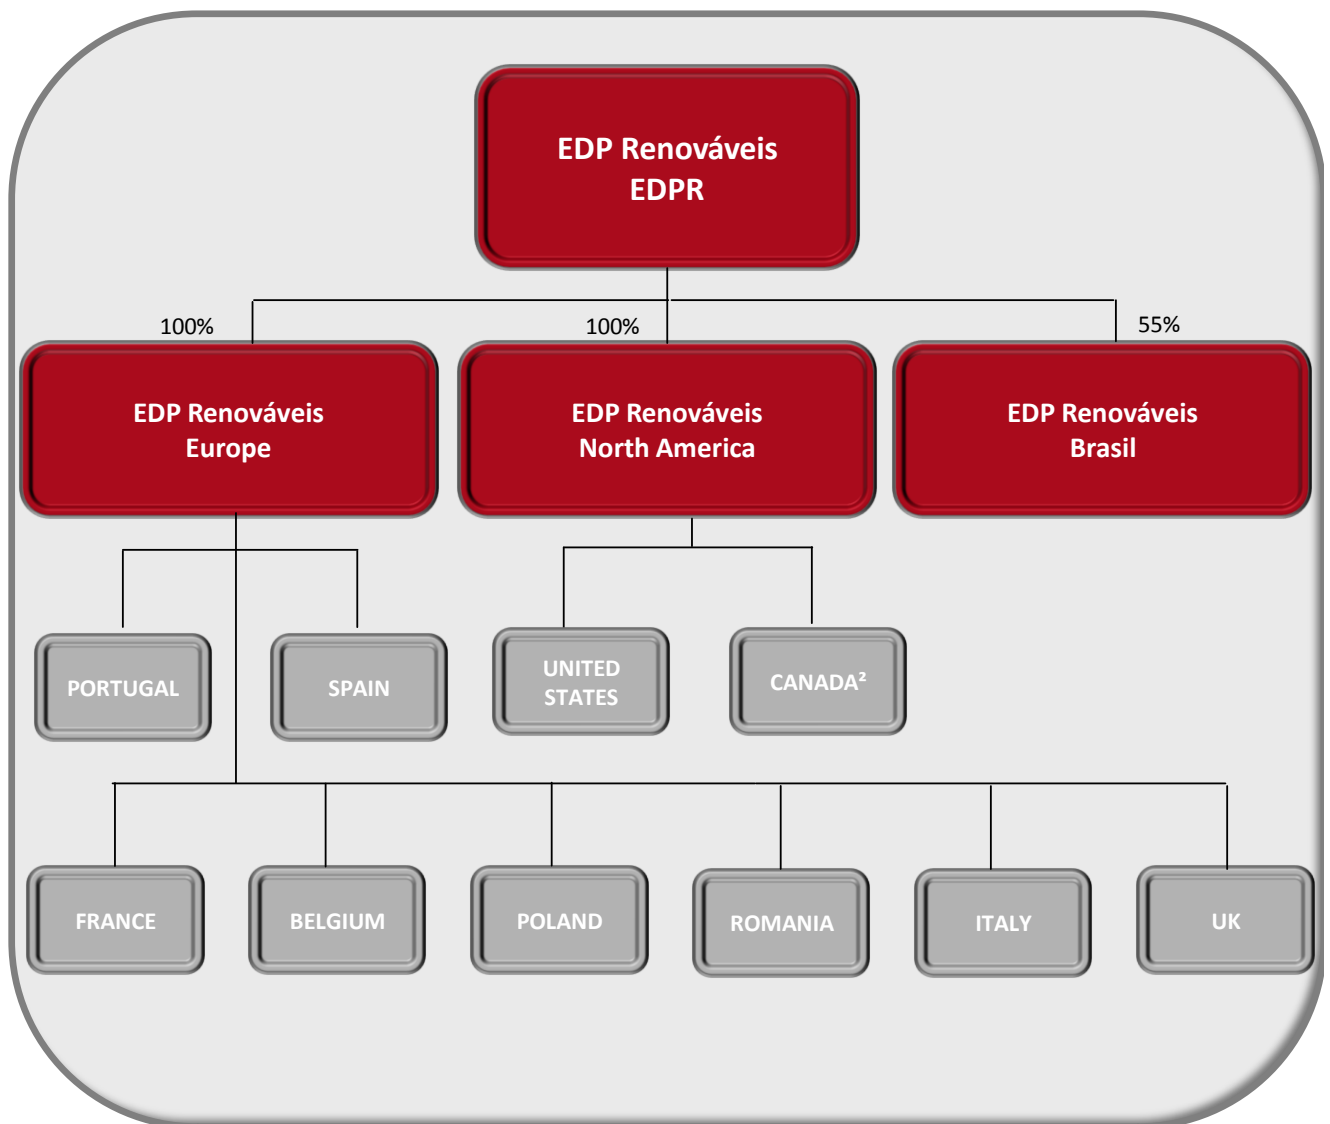 EDP Renováveis
EDPR
100%
100%
55%
EDP Renováveis
Europe
EDP Renováveis
North America
EDP Renováveis
Brasil
PORTUGAL
SPAIN
UNITED
STATES
CANADA²
FRANCE
BELGIUM
POLAND
ROMANIA
ITALY
UK